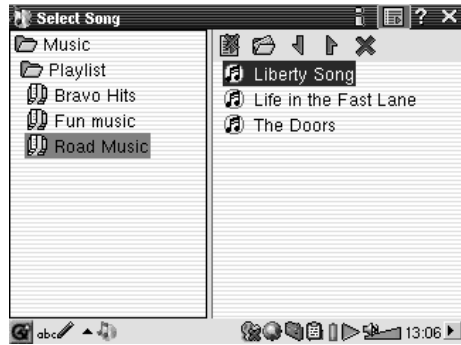 Select Song
?
Music
Playlist
Bravo Hits
Fun music
Road Music
Liberty Song
Life in the Fast Lane
The Doors
abc
13:06